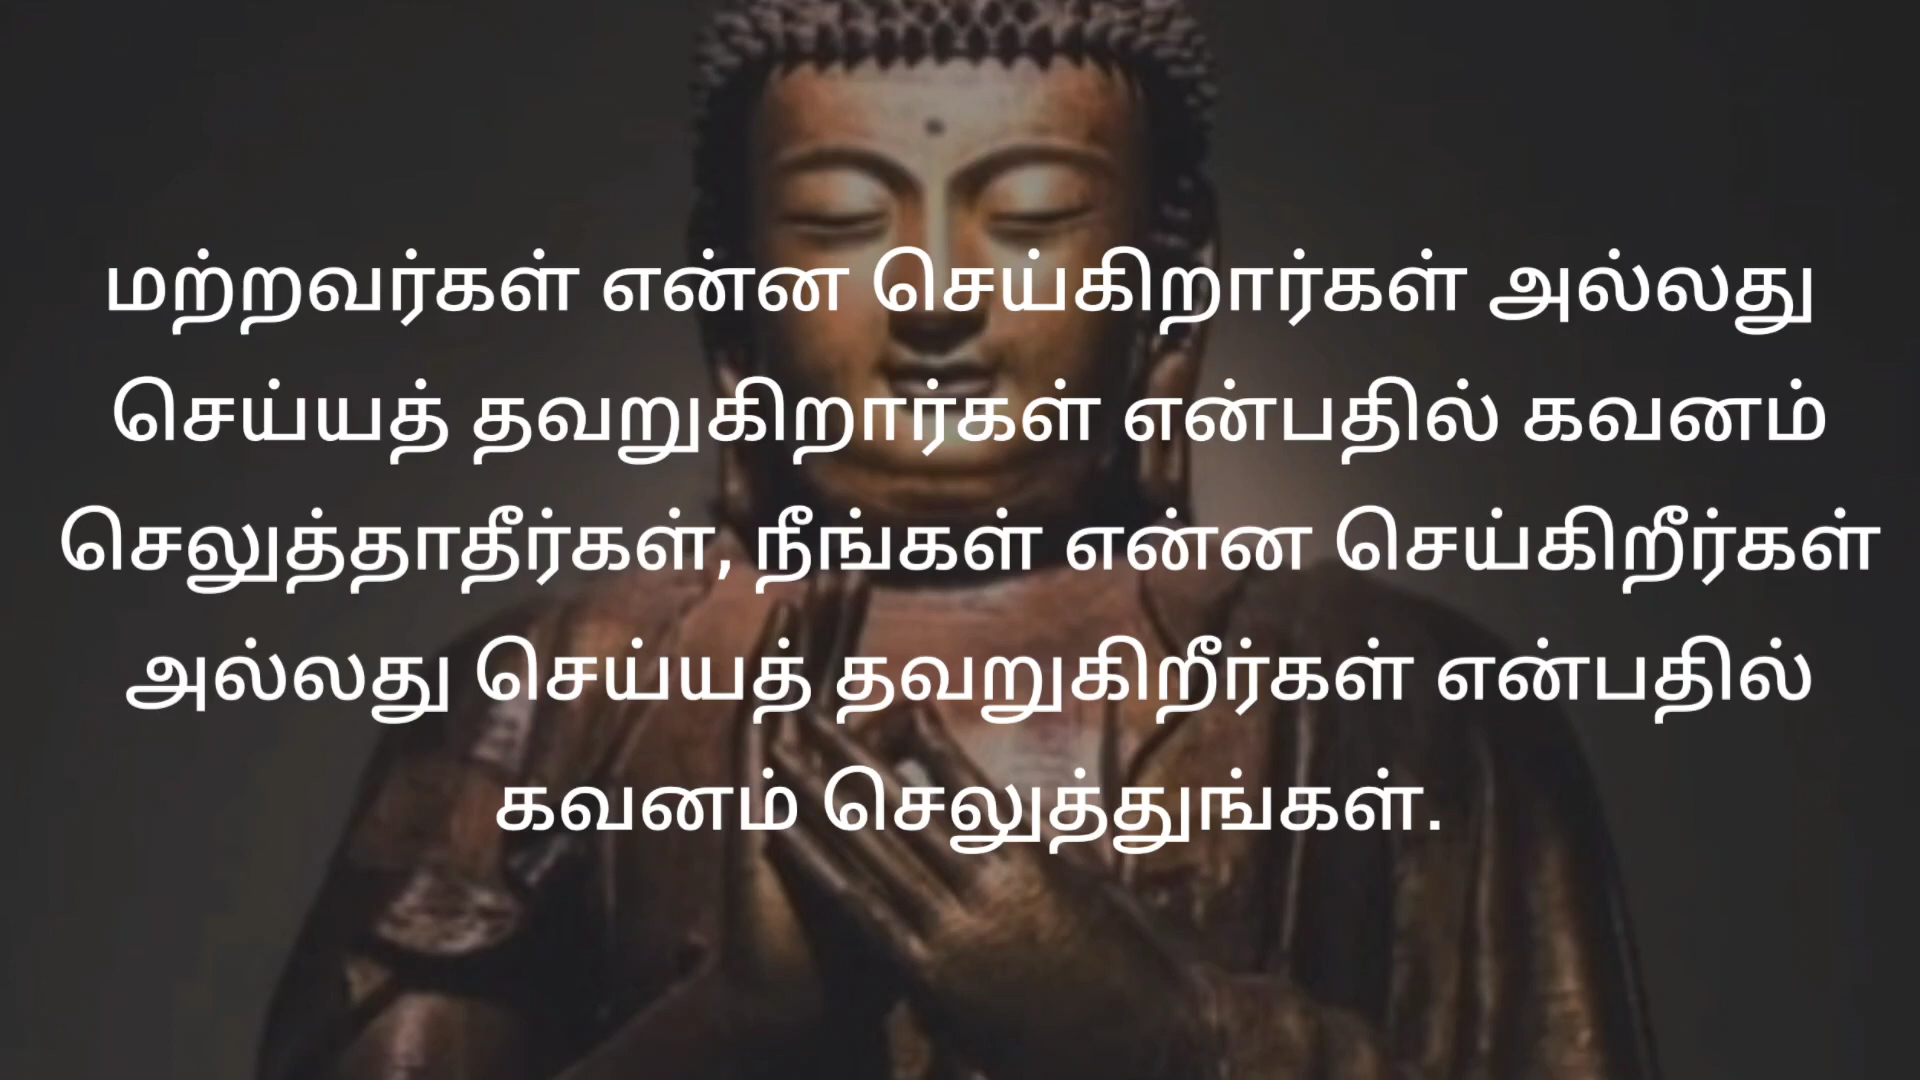 மற்றவர்கள் என்ன செய்கிறார்கள் அல்லது
செய்யத் தவறுகிறார்கள் என்பதில் கவனம்
செலுத்தாதீர்கள், நீங்கள் என்ன செய்கிறீர்கள்
அல்லது செய்யத் தவறுகிறீர்கள் என்பதில்
கவனம் செலுத்துங்கள்.